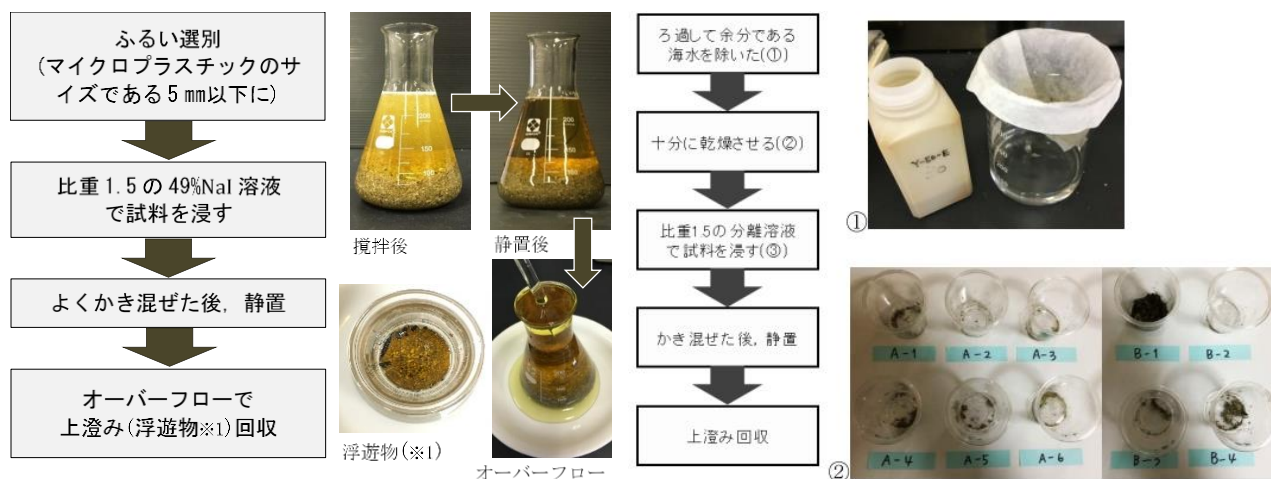 ふるい選別
(マイクロプラスチックのサ
イズである5㎜以下に)
比重1.5の49%NaI溶液
で試料を浸す
よくかき混ぜた後，静置
オーバーフローで
上澄み(浮遊物※1)回収
攪拌後
静置後
浮遊物(※1)
オーバーフロー
200
150
100
200
150
ろ過して余分である
海水を除いた(①)
十分に乾燥させる(②)
比重1.5の分離溶液
で試料を浸す(③)
かき混ぜた後，静置
上澄み回収
①
②
A-1
A-2
A-3
B-1
B-2
A-4
A-5
A-6
B-3
B-4